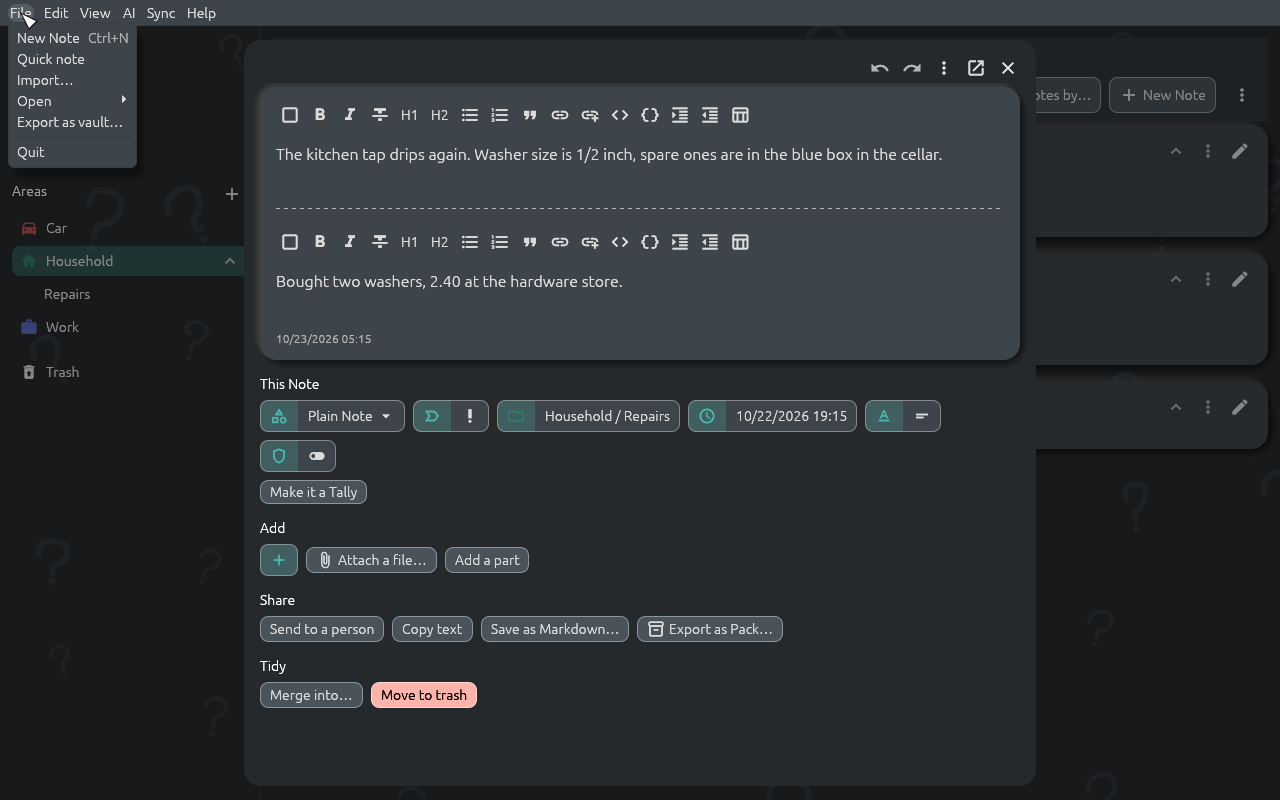 File Edit View AI Sync Help
New Note Ctrl+N
Quick note
Import…
Open
Export as vault…
Quit
Areas
Car
Household
Repairs
Work
Trash
otes by…
New Note
H1 H2
The kitchen tap drips again. Washer size is 1/2 inch, spare ones are in the blue box in the cellar.
H1 H2
Bought two washers, 2.40 at the hardware store.
10/23/2026 05:15
This Note
Plain Note
Household / Repairs
10/22/2026 19:15
Make it a Tally
Add
Attach a file…
Add a part
Share
Send to a person
Copy text
Save as Markdown…
Export as Pack…
Tidy
Merge into…
Move to trash